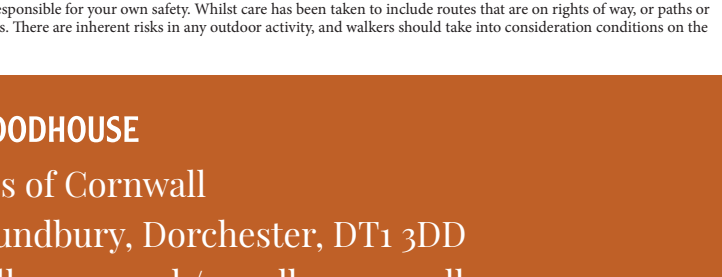 esponsible for your own safety. Whilst care has been taken to include routes that are on rights of way, or paths or
s. There are inherent risks in any outdoor activity, and walkers should take into consideration conditions on the
OODHOUSE
s of Cornwall
undbury, Dorchester, DT1 3DD